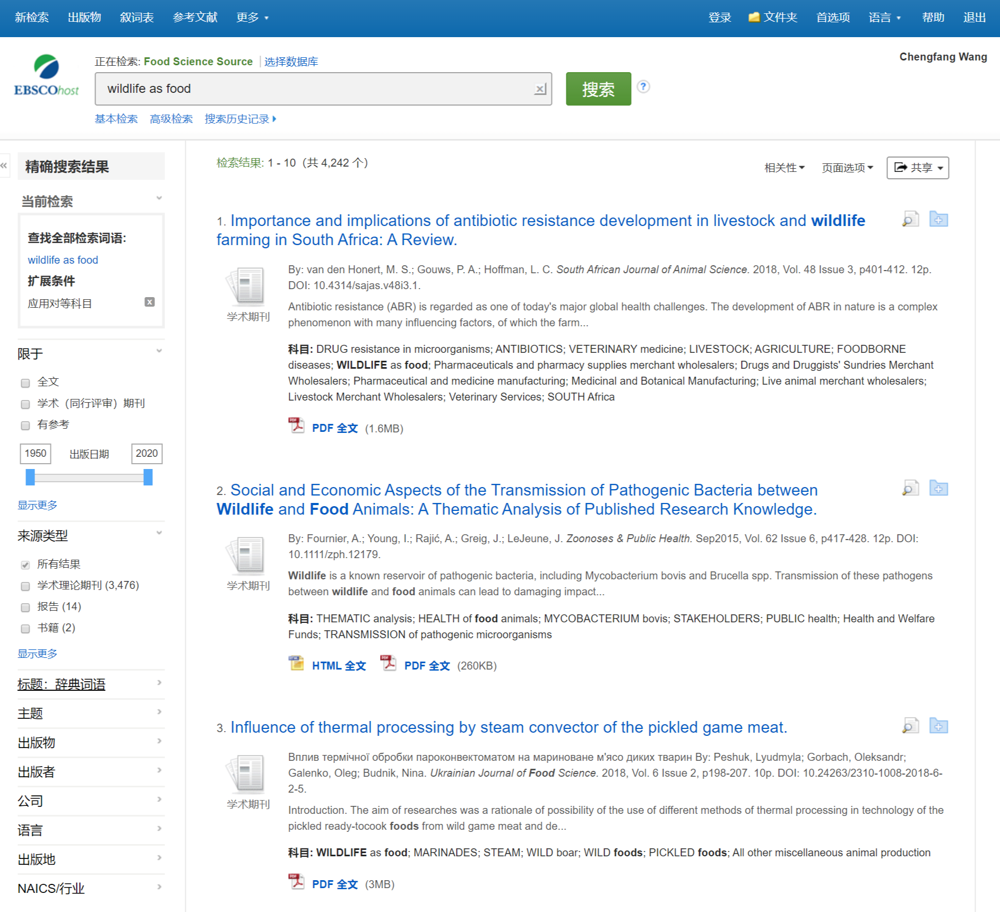 新检索 出版物 叙词表 参考文献 更多 登录 文件夹 首选项 语言 帮助 退出
Chengfang Wang
EBSCOhost
正在检索: Food Science Source 选择数据库
wildlife as food 搜索 ?
基本检索 高级检索 搜索历史记录
«
精确搜索结果
当前检索
查找全部检索词语:
wildlife as food
扩展条件
应用对等科目 x
限于
全文
学术（同行评审）期刊
有参考
1950 出版日期 2020
显示更多
来源类型
所有结果
学术理论期刊 (3,476)
报告 (14)
书籍 (2)
显示更多
标题：辞典词语
主题
出版物
出版者
公司
语言
出版地
NAICS/行业
检索结果: 1 - 10（共 4,242 个）
相关性 页面选项 共享
1. Importance and implications of antibiotic resistance development in livestock and wildlife
farming in South Africa: A Review.
学术期刊
By: van den Honert, M. S.; Gouws, P. A.; Hoffman, L. C. South African Journal of Animal Science. 2018, Vol. 48 Issue 3, p401-412. 12p.
DOI: 10.4314/sajas.v48i3.1.
Antibiotic resistance (ABR) is regarded as one of today's major global health challenges. The development of ABR in nature is a complex
phenomenon with many influencing factors, of which the farm...
科目: DRUG resistance in microorganisms; ANTIBIOTICS; VETERINARY medicine; LIVESTOCK; AGRICULTURE; FOODBORNE
diseases; WILDLIFE as food; Pharmaceuticals and pharmacy supplies merchant wholesalers; Drugs and Druggists' Sundries Merchant
Wholesalers; Pharmaceutical and medicine manufacturing; Medicinal and Botanical Manufacturing; Live animal merchant wholesalers;
Livestock Merchant Wholesalers; Veterinary Services; SOUTH Africa
PDF PDF 全文 (1.6MB)
2. Social and Economic Aspects of the Transmission of Pathogenic Bacteria between
Wildlife and Food Animals: A Thematic Analysis of Published Research Knowledge.
学术期刊
By: Fournier, A.; Young, I.; Rajić, A.; Greig, J.; LeJeune, J. Zoonoses & Public Health. Sep2015, Vol. 62 Issue 6, p417-428. 12p. DOI:
10.1111/zph.12179.
Wildlife is a known reservoir of pathogenic bacteria, including Mycobacterium bovis and Brucella spp. Transmission of these pathogens
between wildlife and food animals can lead to damaging impact...
科目: THEMATIC analysis; HEALTH of food animals; MYCOBACTERIUM bovis; STAKEHOLDERS; PUBLIC health; Health and Welfare
Funds; TRANSMISSION of pathogenic microorganisms
HTML 全文 PDF PDF 全文 (260KB)
3. Influence of thermal processing by steam convector of the pickled game meat.
学术期刊
Вплив термічної обробки пароконвектоматом на мариноване м'ясо диких тварин By: Peshuk, Lyudmyla; Gorbach, Oleksandr;
Galenko, Oleg; Budnik, Nina. Ukrainian Journal of Food Science. 2018, Vol. 6 Issue 2, p198-207. 10p. DOI: 10.24263/2310-1008-2018-6-
2-5.
Introduction. The aim of researches was a rationale of possibility of the use of different methods of thermal processing in technology of the
pickled ready-tocook foods from wild game meat and de...
科目: WILDLIFE as food; MARINADES; STEAM; WILD boar; WILD foods; PICKLED foods; All other miscellaneous animal production
PDF PDF 全文 (3MB)